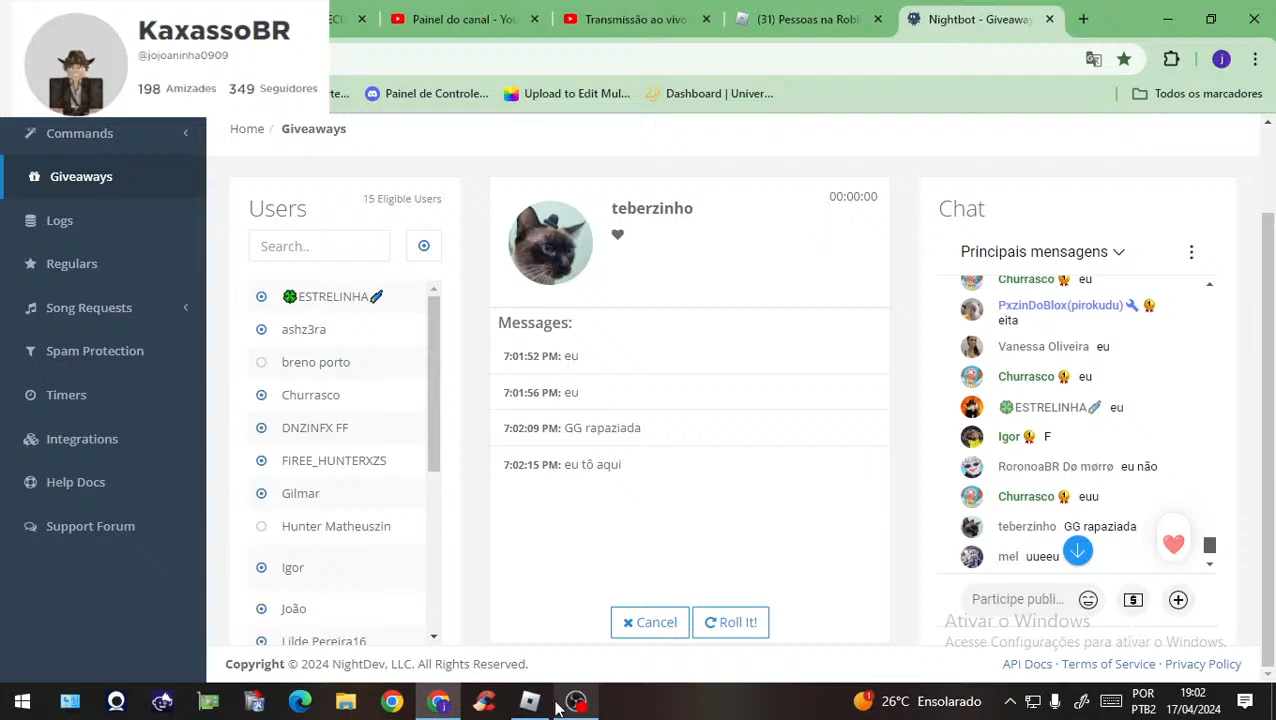 KaxassoBR
@jojoaninha0909
198 Amizades 349 Seguidores
Painel do canal - You
Transmissão ao vivo
(31) Pessoas na Rob
Nightbot - Giveaway
Painel de Controle...
Upload to Edit Mul...
Dashboard | Univer...
Todos os marcadores
Commands
Giveaways
Logs
Regulars
Song Requests
Spam Protection
Timers
Integrations
Help Docs
Support Forum
Home / Giveaways
Users
15 Eligible Users
Search..
🍀ESTRELINHA
ashz3ra
breno porto
Churrasco
DNZINFX FF
FIREE_HUNTERXZS
Gilmar
Hunter Matheuszin
Igor
João
Lilde Pereira16
teberzinho
00:00:00
Messages:
7:01:52 PM: eu
7:01:56 PM: eu
7:02:09 PM: GG rapaziada
7:02:15 PM: eu tô aqui
Cancel
Roll It!
Chat
Principais mensagens
Churrasco eu
PxzinDoBlox(pirokudu)
eita
Vanessa Oliveira eu
Churrasco eu
🍀ESTRELINHA eu
Igor F
RoronoaBR Dø mørrø eu não
Churrasco euu
teberzinho GG rapaziada
mel uueeu
Participe publi...
Ativar o Windows
Acesse Configurações para ativar o Windows.
Copyright © 2024 NightDev, LLC. All Rights Reserved.
API Docs · Terms of Service · Privacy Policy
26°C Ensolarado
POR
PTB2
19:02
17/04/2024